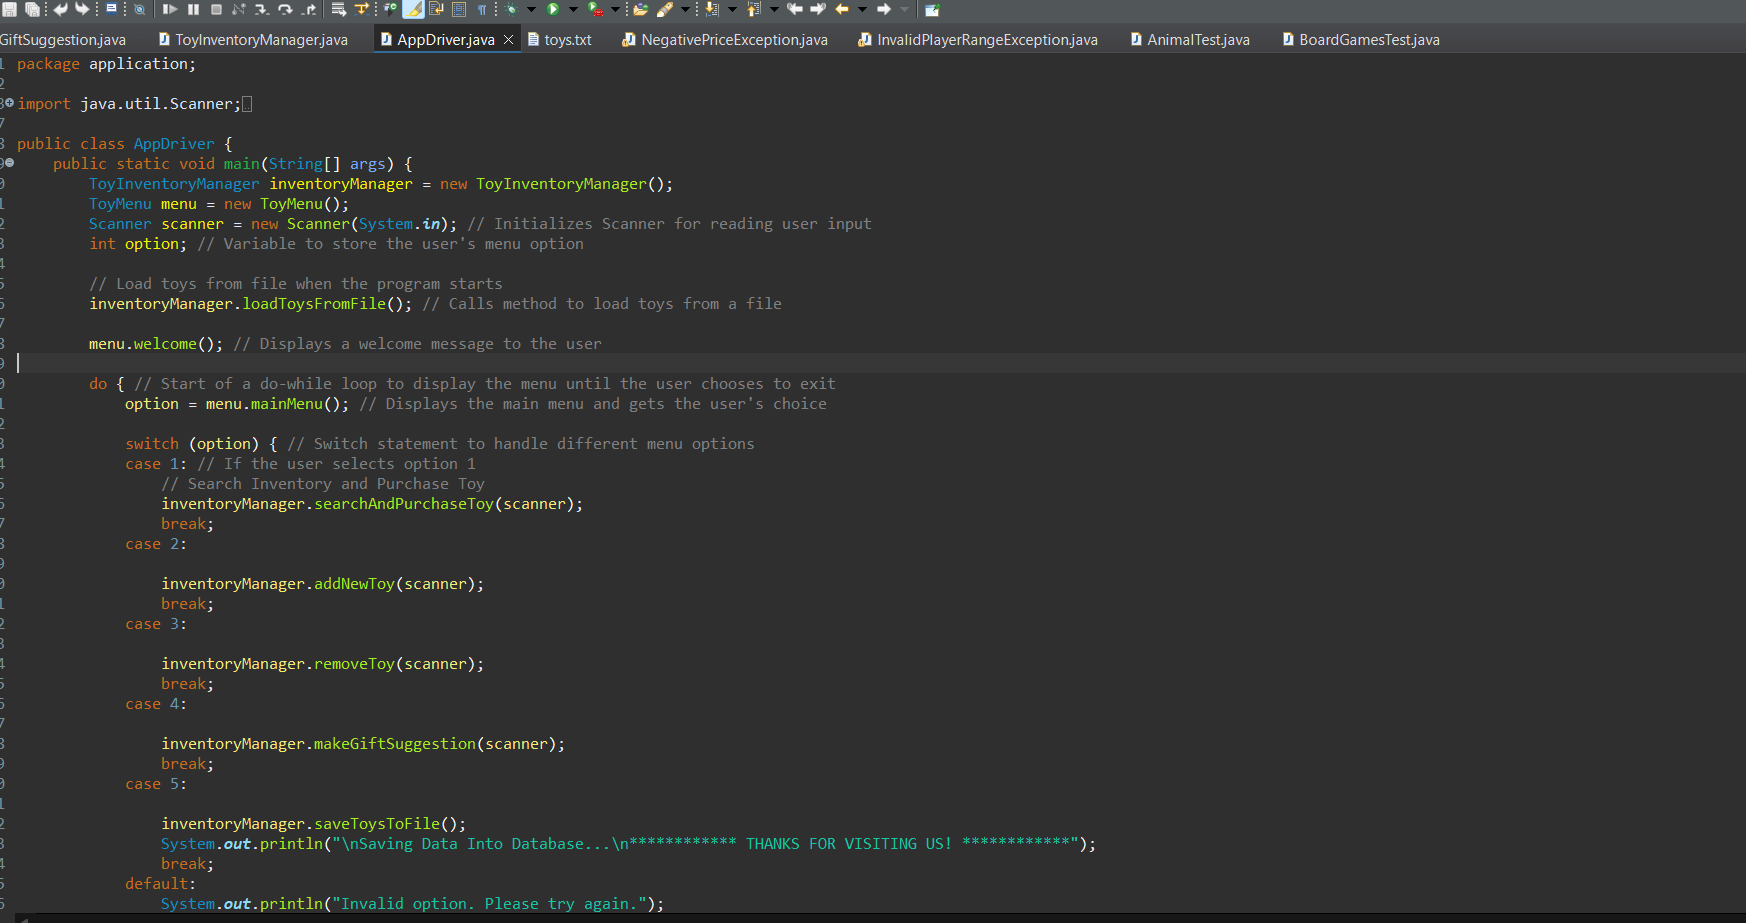 GiftSuggestion.java ToyInventoryManager.java AppDriver.java toys.txt NegativePriceException.java InvalidPlayerRangeException.java AnimalTest.java BoardGamesTest.java
package application;
import java.util.Scanner;
public class AppDriver {
public static void main(String[] args) {
ToyInventoryManager inventoryManager = new ToyInventoryManager();
ToyMenu menu = new ToyMenu();
Scanner scanner = new Scanner(System.in); // Initializes Scanner for reading user input
int option; // Variable to store the user's menu option
// Load toys from file when the program starts
inventoryManager.loadToysFromFile(); // Calls method to load toys from a file
menu.welcome(); // Displays a welcome message to the user
do { // Start of a do-while loop to display the menu until the user chooses to exit
option = menu.mainMenu(); // Displays the main menu and gets the user's choice
switch (option) { // Switch statement to handle different menu options
case 1: // If the user selects option 1
// Search Inventory and Purchase Toy
inventoryManager.searchAndPurchaseToy(scanner);
break;
case 2:
inventoryManager.addNewToy(scanner);
break;
case 3:
inventoryManager.removeToy(scanner);
break;
case 4:
inventoryManager.makeGiftSuggestion(scanner);
break;
case 5:
inventoryManager.saveToysToFile();
System.out.println("\nSaving Data Into Database...\n************ THANKS FOR VISITING US! ************");
break;
default:
System.out.println("Invalid option. Please try again.");